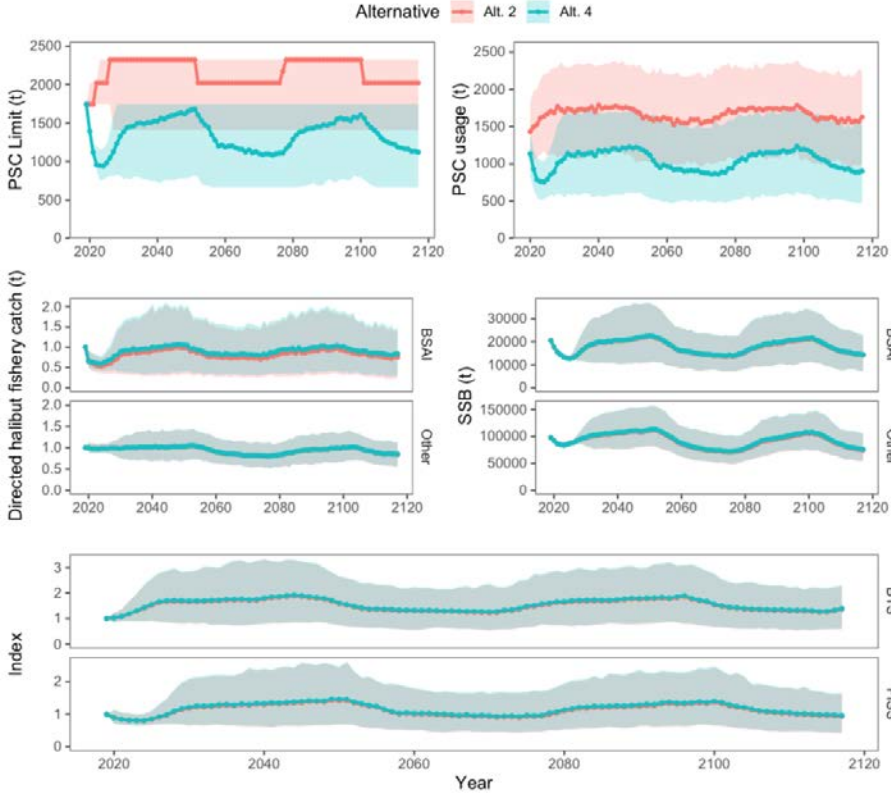 Alternative Alt. 2 Alt. 4
PSC Limit (t)
2500
2000
1500
1000
500
0
2020 2040 2060 2080 2100 2120
PSC usage (t)
2500
2000
1500
1000
500
0
2020 2040 2060 2080 2100 2120
Directed halibut fishery catch (t)
2.0
1.5
1.0
0.5
0.0
BSAI
2.0
1.5
1.0
0.5
0.0
Other
2020 2040 2060 2080 2100 2120
SSB (t)
30000
20000
10000
0
150000
100000
50000
0
2020 2040 2060 2080 2100 2120
Index
3
2
1
0
2
1
0
2020 2040 2060 2080 2100 2120
Year